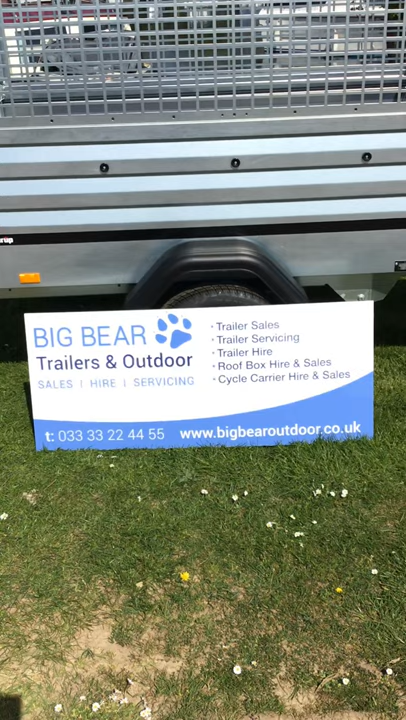 BIG BEAR
Trailers & Outdoor
SALES | HIRE | SERVICING
· Trailer Sales
· Trailer Servicing
· Trailer Hire
· Roof Box Hire & Sales
· Cycle Carrier Hire & Sales
t: 033 33 22 44 55 www.bigbearoutdoor.co.uk